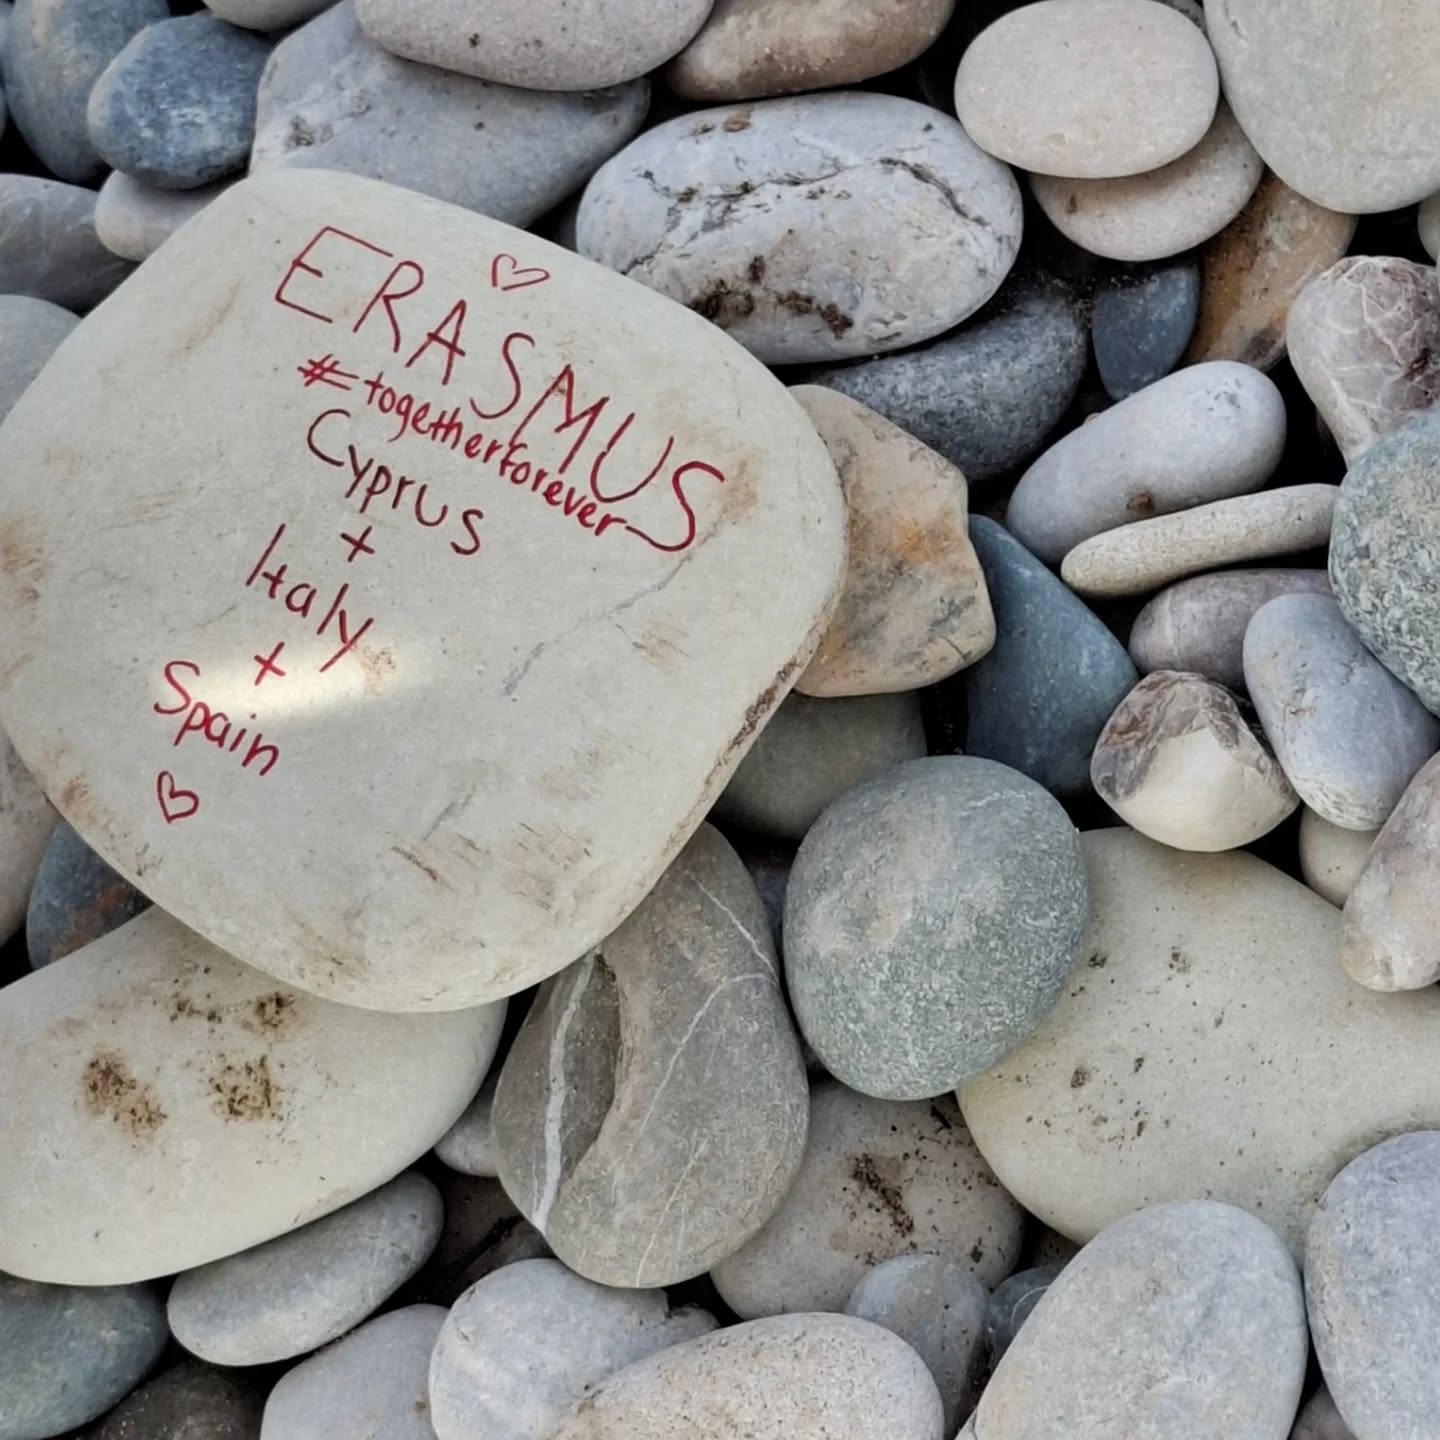 ERASMUS
#togetherforever
Cyprus
+
Italy
+
Spain